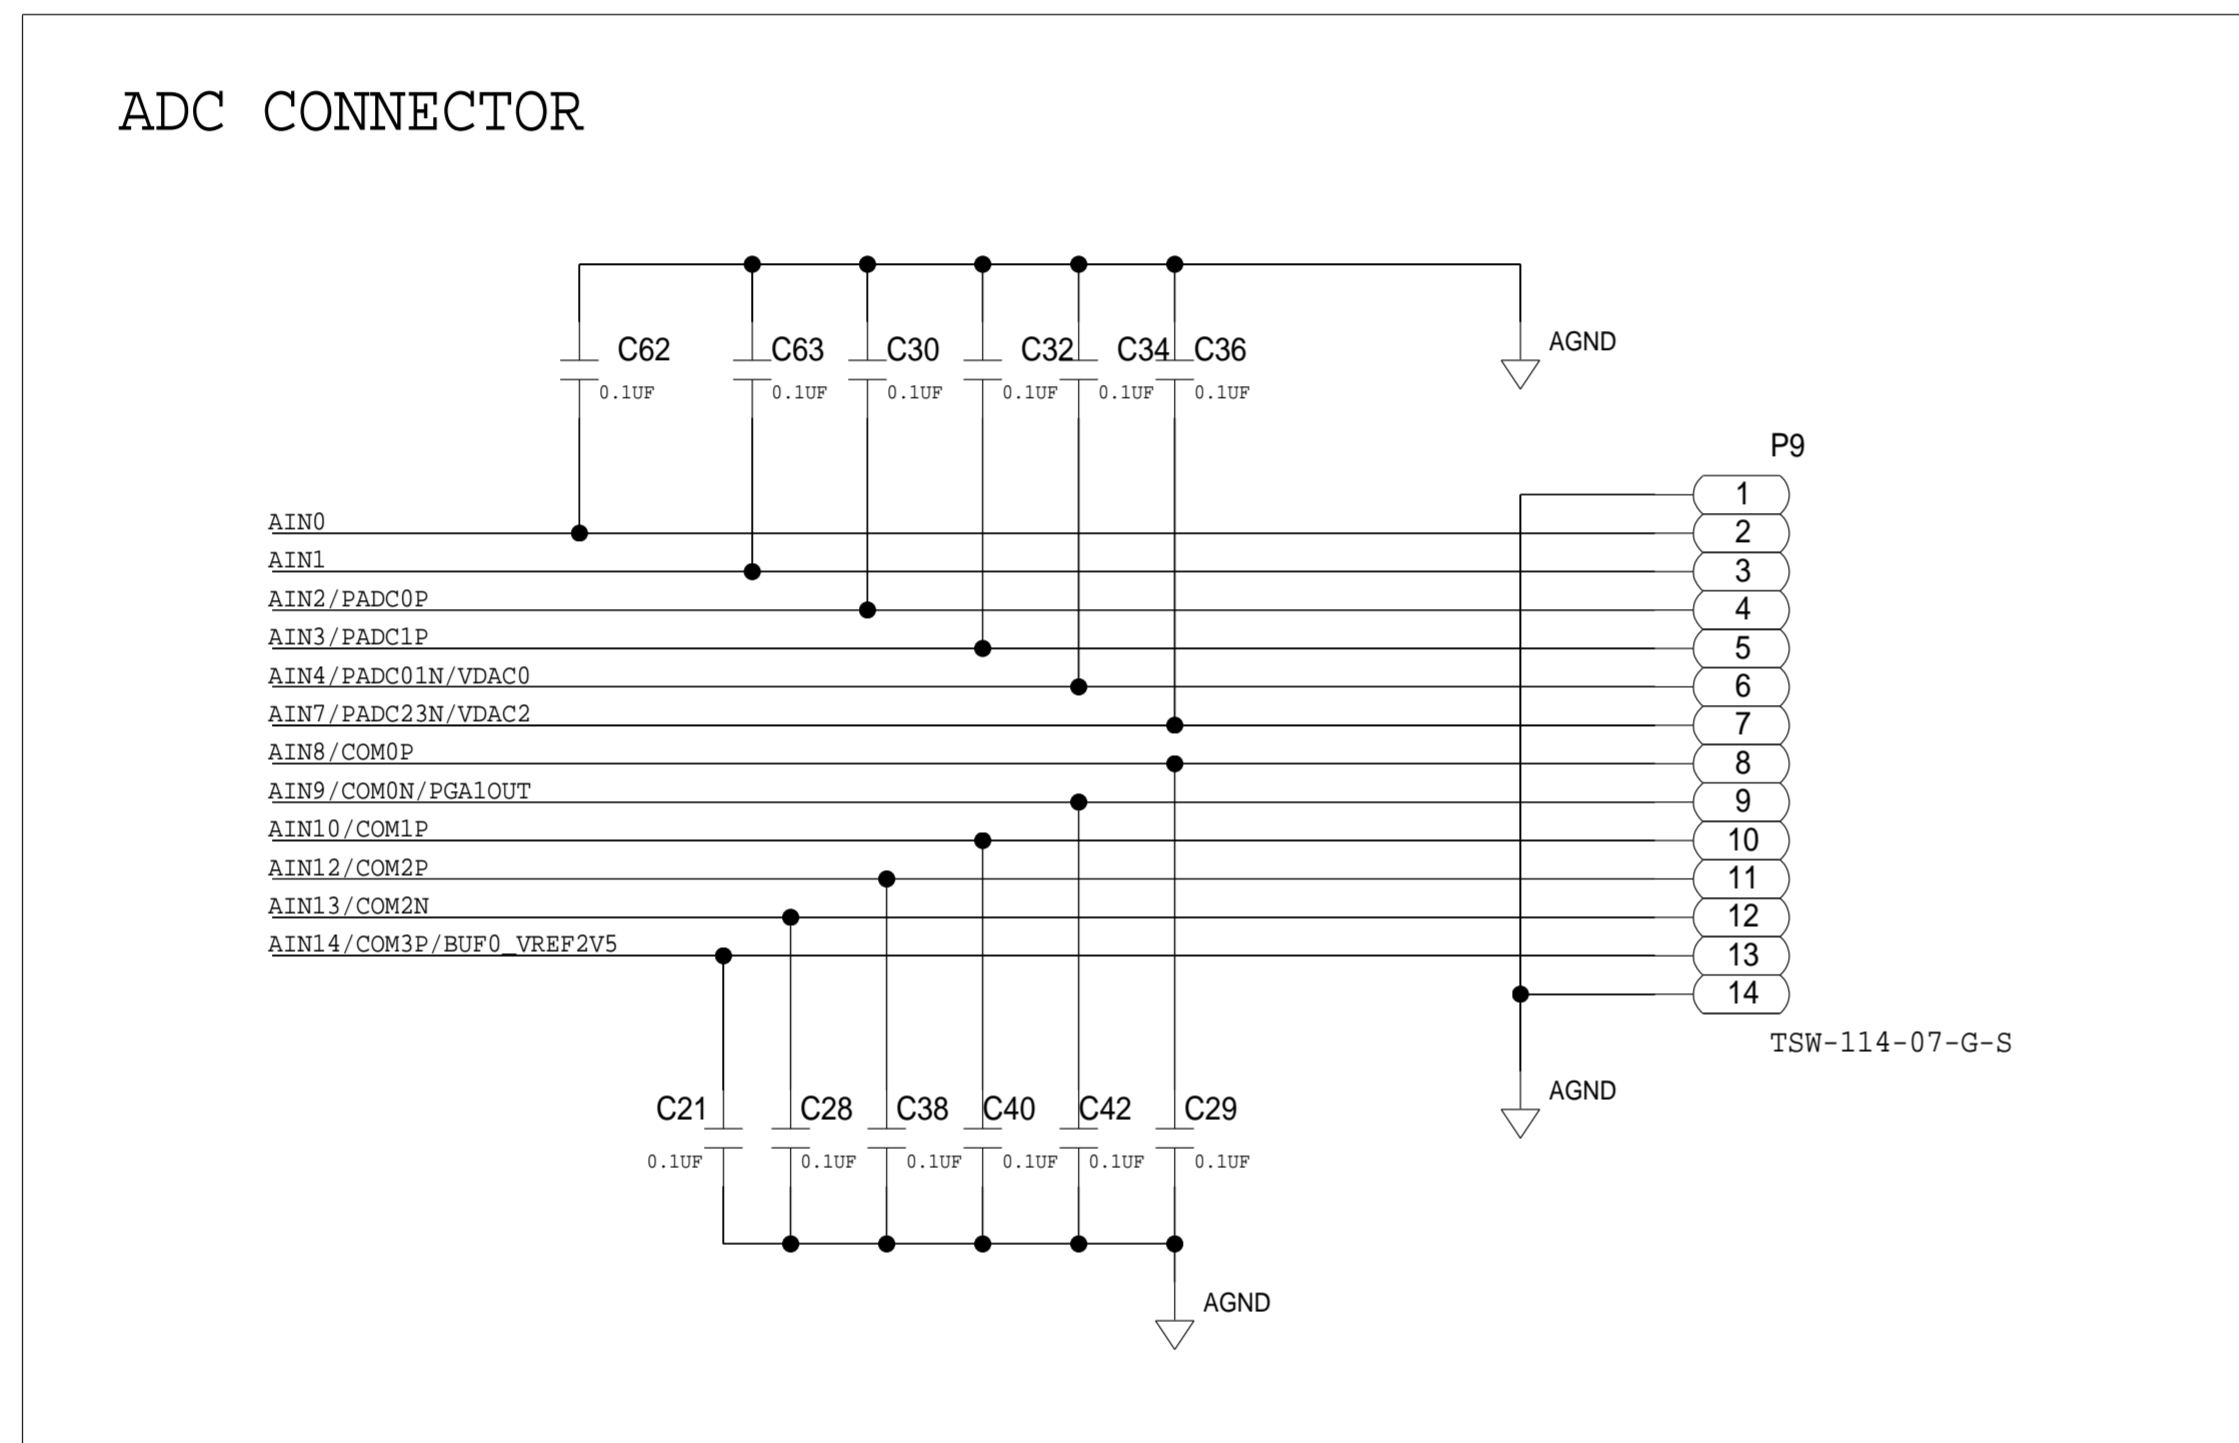 ADC CONNECTOR
AGND
C62 C63 C30 C32 C34 C36
0.1UF 0.1UF 0.1UF 0.1UF 0.1UF 0.1UF
P9
1
AIN0 2
AIN1 3
AIN2/PADC0P 4
AIN3/PADC1P 5
AIN4/PADC01N/VDAC0 6
AIN7/PADC23N/VDAC2 7
AIN8/COM0P 8
AIN9/COM0N/PGA1OUT 9
AIN10/COM1P 10
AIN12/COM2P 11
AIN13/COM2N 12
AIN14/COM3P/BUF0_VREF2V5 13
14
TSW-114-07-G-S
AGND
C21 C28 C38 C40 C42 C29
0.1UF 0.1UF 0.1UF 0.1UF 0.1UF 0.1UF
AGND